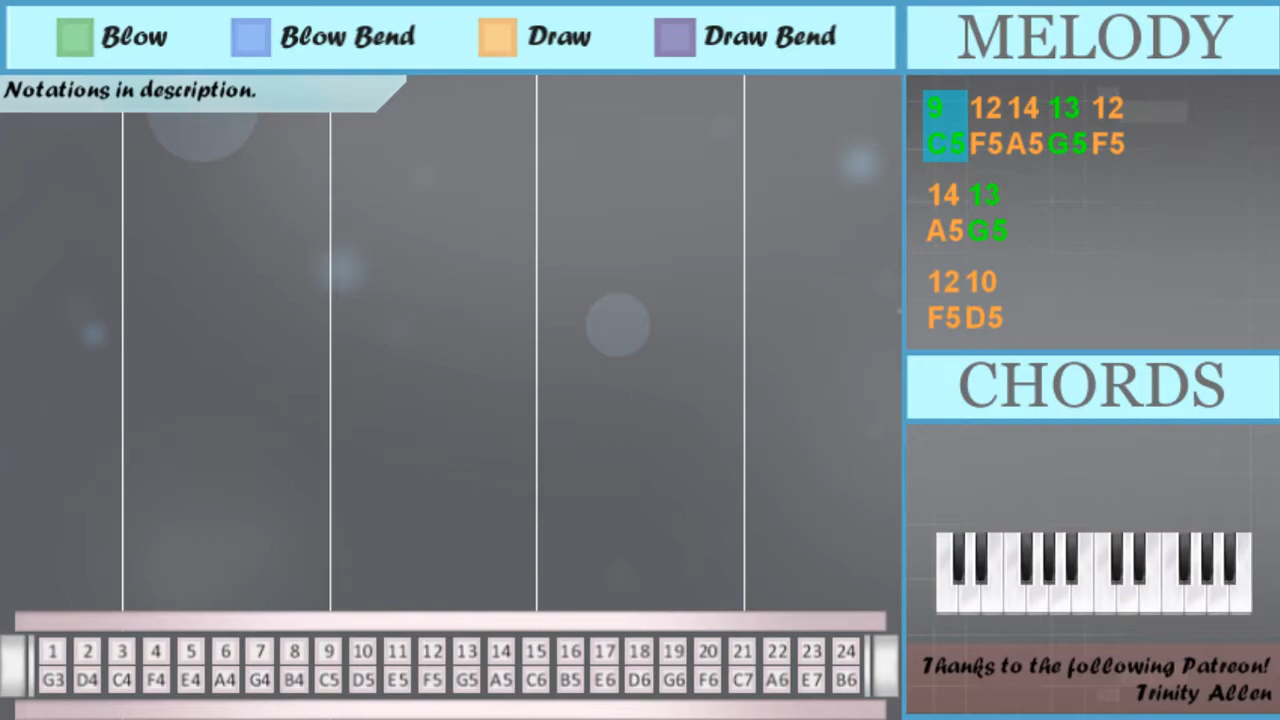 Blow Blow Bend Draw Draw Bend
Notations in description.
MELODY
9 12 14 13 12
C5 F5 A5 G5 F5
14 13
A5 G5
12 10
F5 D5
CHORDS
Thanks to the following Patreon!
Trinity Allen
1 2 3 4 5 6 7 8 9 10 11 12 13 14 15 16 17 18 19 20 21 22 23 24
G3 D4 C4 F4 E4 A4 G4 B4 C5 D5 E5 F5 G5 A5 C6 B5 E6 D6 G6 F6 C7 A6 E7 B6